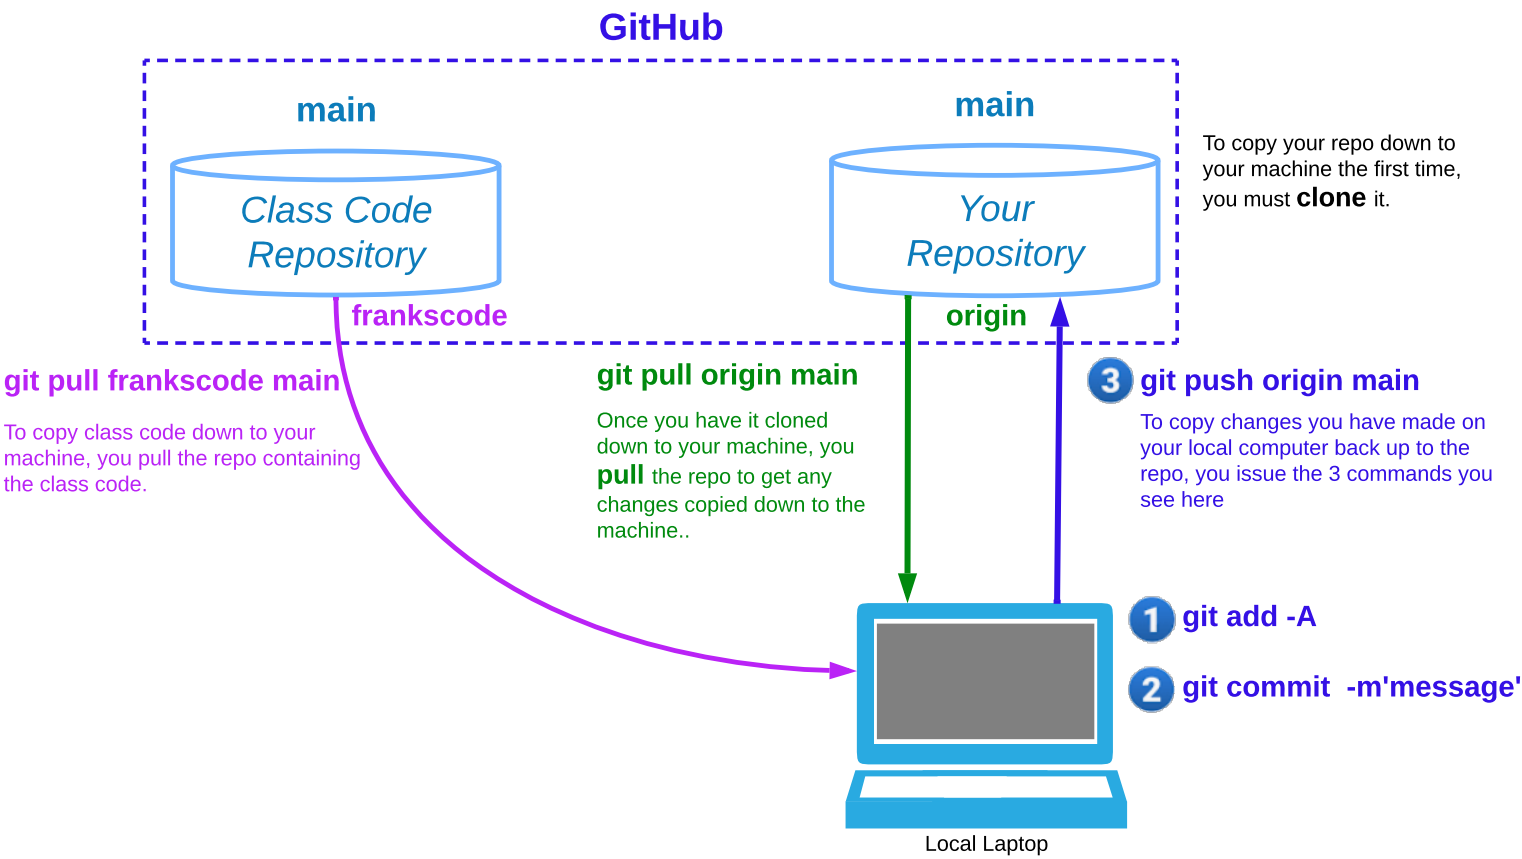 GitHub
main
main
Class Code
Repository
Your
Repository
To copy your repo down to
your machine the first time,
you must clone it.
frankscode
origin
git pull frankscode main
To copy class code down to your
machine, you pull the repo containing
the class code.
git pull origin main
Once you have it cloned
down to your machine, you
pull the repo to get any
changes copied down to the
machine..
3 git push origin main
To copy changes you have made on
your local computer back up to the
repo, you issue the 3 commands you
see here
1 git add -A
2 git commit  -m'message'
Local Laptop